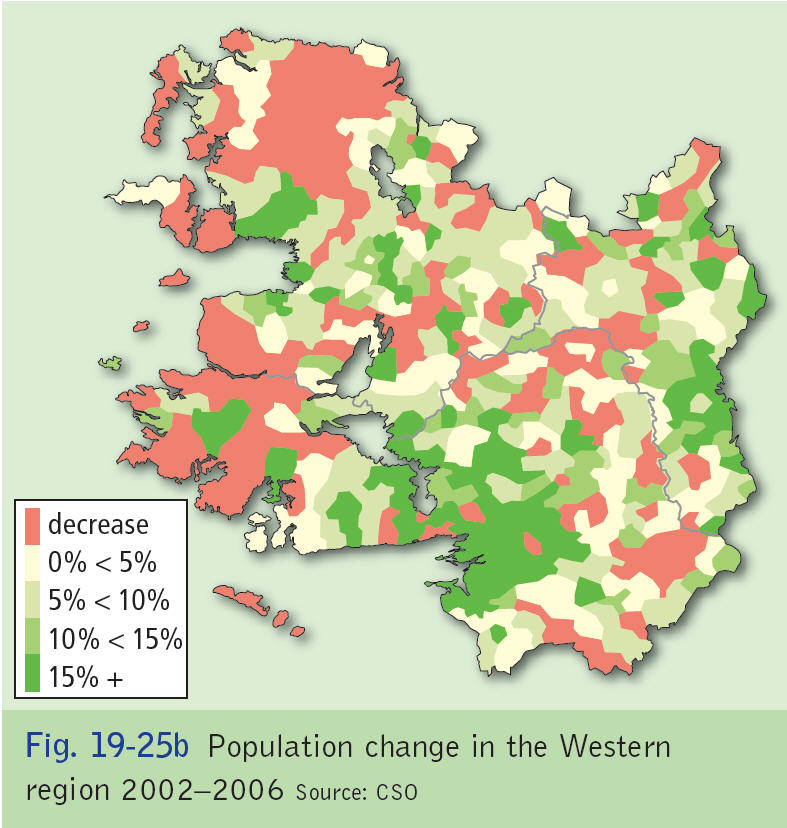 decrease
0% < 5%
5% < 10%
10% < 15%
15% +
Fig. 19-25b Population change in the Western
region 2002–2006 Source: CSO